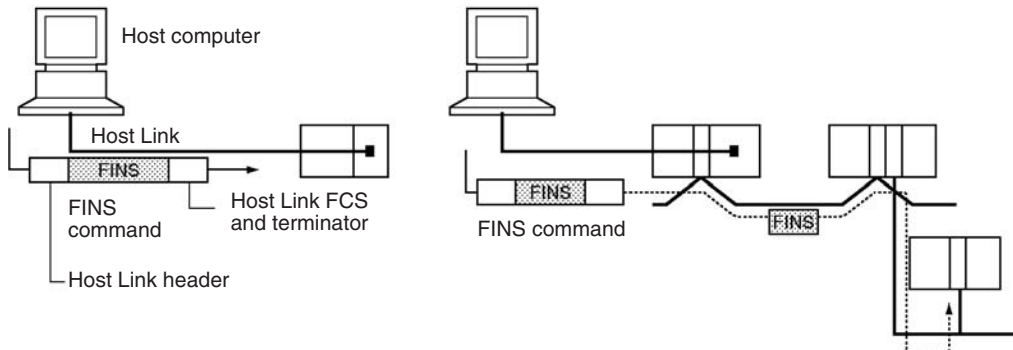 Host computer
Host Link
FINS
FINS
command
Host Link FCS
and terminator
Host Link header
FINS
FINS command
FINS